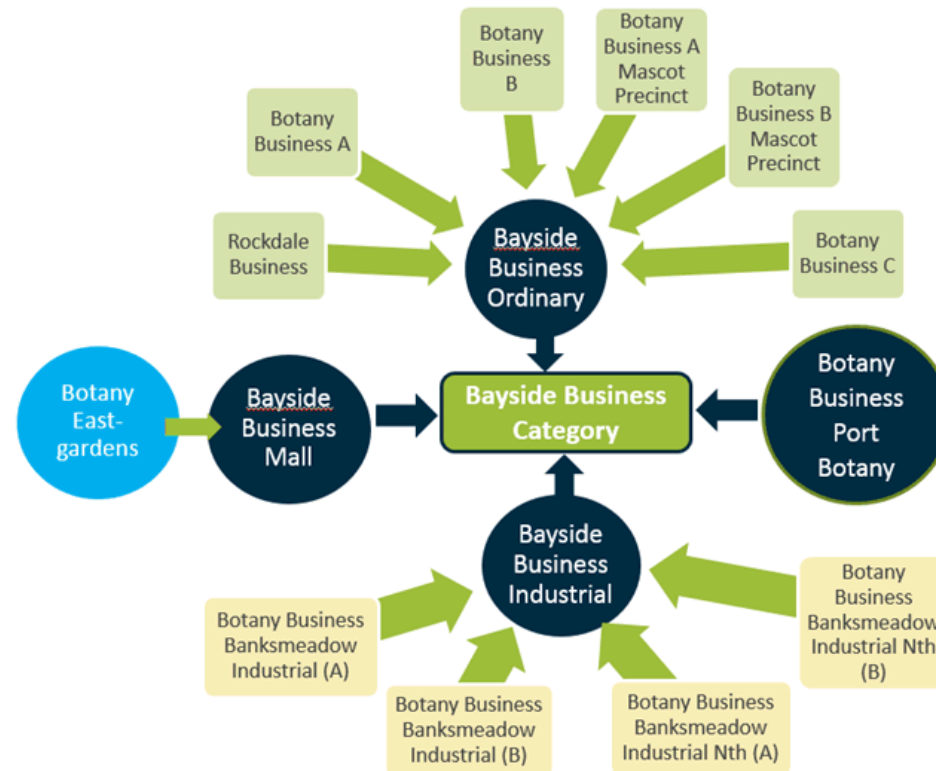 Botany
Business
B
Botany
Business A
Mascot
Precinct
Botany
Business B
Mascot
Precinct
Botany
Business A
Rockdale
Business
Bayside
Business
Ordinary
Botany
Business C
Botany
East-
gardens
Bayside
Business
Mall
Bayside Business
Category
Botany
Business
Port
Botany
Bayside
Business
Industrial
Botany Business
Banksmeadow
Industrial (A)
Botany Business
Banksmeadow
Industrial (B)
Botany Business
Banksmeadow
Industrial Nth (A)
Botany
Business
Banksmeadow
Industrial Nth
(B)